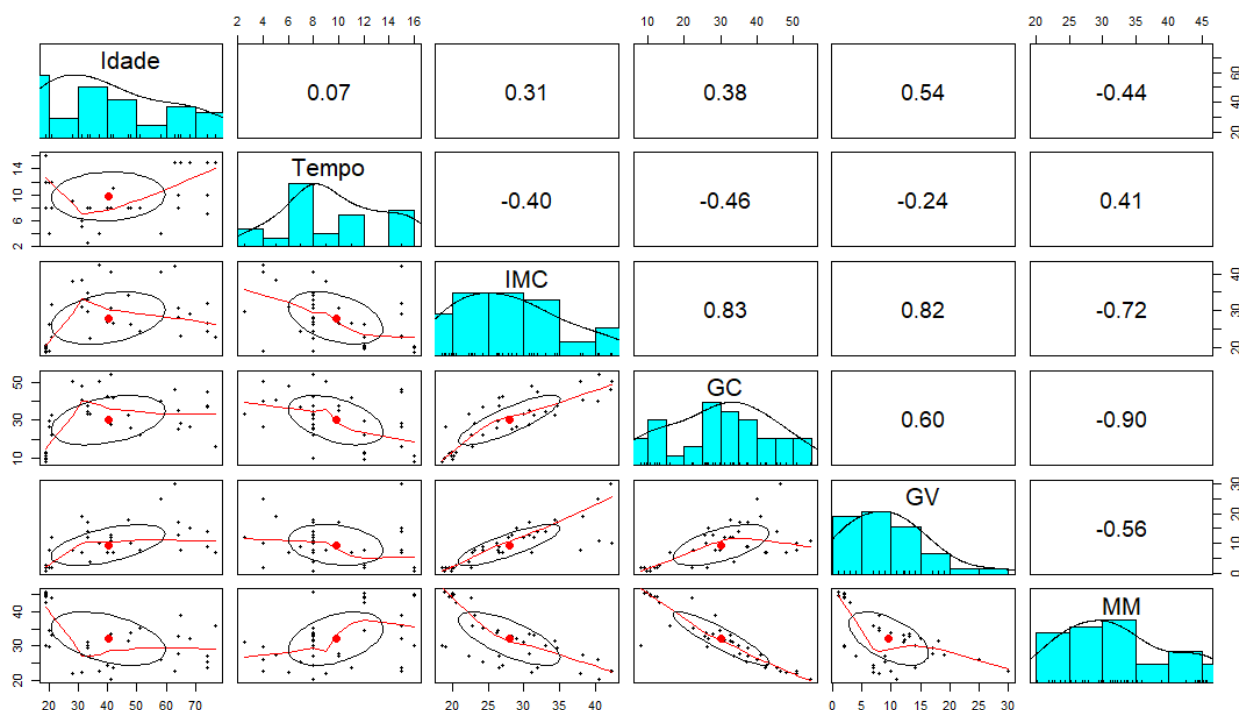 2 4 6 8 10 12 14 16
10 20 30 40 50
20 25 30 35 40 45
Idade
0.07
0.31
0.38
0.54
-0.44
20 40 60
2 6 10 14
Tempo
-0.40
-0.46
-0.24
0.41
IMC
0.83
0.82
-0.72
20 30 40
10 30 50
GC
0.60
-0.90
GV
-0.56
0 10 20 30
20 30 40
MM
20 30 40 50 60 70
20 25 30 35 40
0 5 10 15 20 25 30